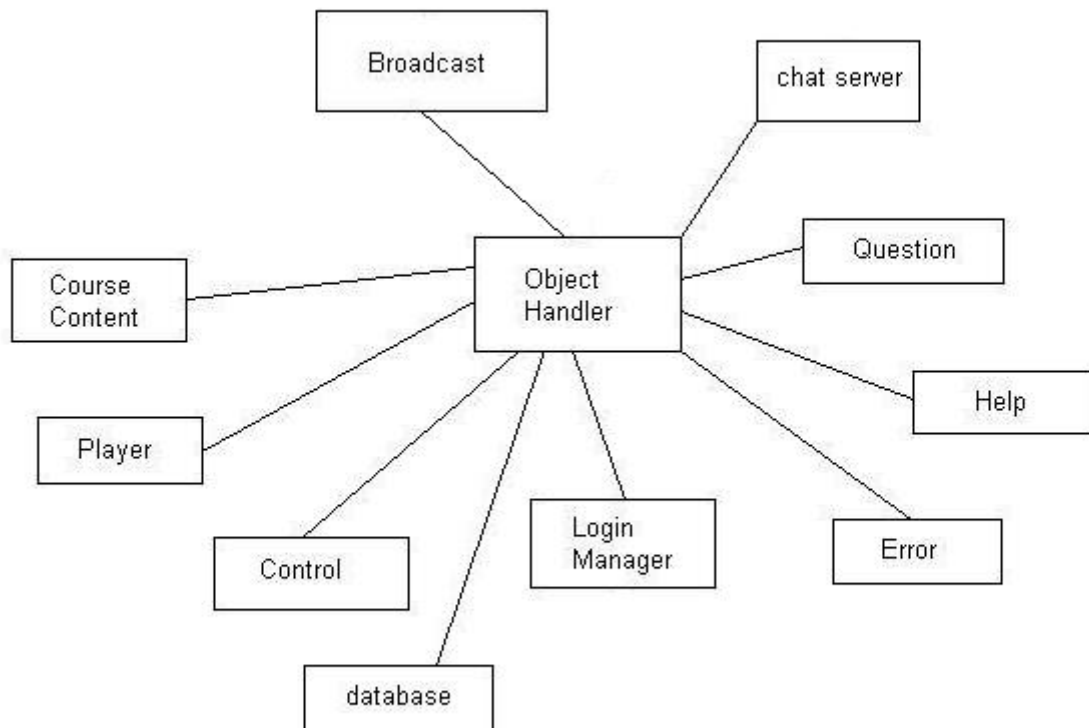 Broadcast
chat server
Question
Object
Handler
Course
Content
Help
Player
Login
Manager
Error
Control
database